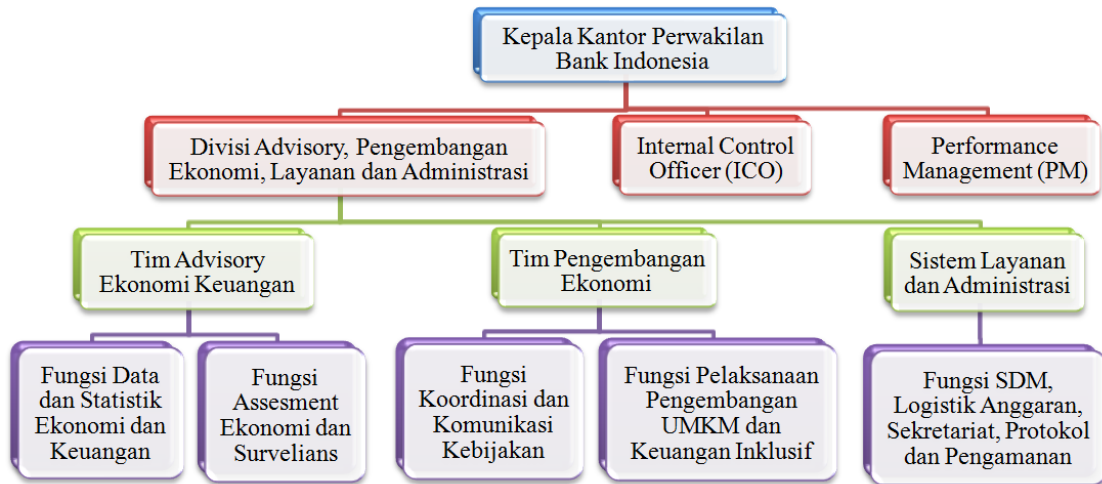 Kepala Kantor Perwakilan
Bank Indonesia
Divisi Advisory, Pengembangan
Ekonomi, Layanan dan Administrasi
Internal Control
Officer (ICO)
Performance
Management (PM)
Tim Advisory
Ekonomi Keuangan
Tim Pengembangan
Ekonomi
Sistem Layanan
dan Administrasi
Fungsi Data
dan Statistik
Ekonomi dan
Keuangan
Fungsi
Assesment
Ekonomi dan
Survelians
Fungsi
Koordinasi dan
Komunikasi
Kebijakan
Fungsi Pelaksanaan
Pengembangan
UMKM dan
Keuangan Inklusif
Fungsi SDM,
Logistik Anggaran,
Sekretariat, Protokol
dan Pengamanan